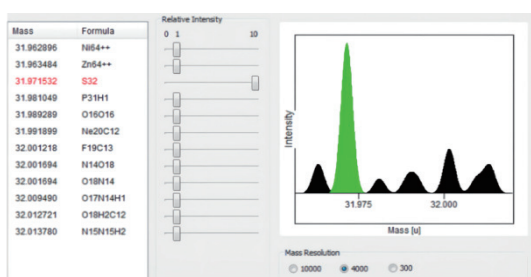 Relative Intensity
Mass Formula 0 1 10
31.962896 Ni64++
31.963484 Zn64++
31.971532 S32
31.981049 P31H1
31.989289 O16O16
31.991899 Ne20C12
32.001218 F19C13
32.001694 N14O18
32.001694 O18N14
32.009490 O17N14H1
32.012721 O18H2C12
32.013780 N15N15H2
Intensity
31.975 32.000
Mass [u]
Mass Resolution
10000 4000 300